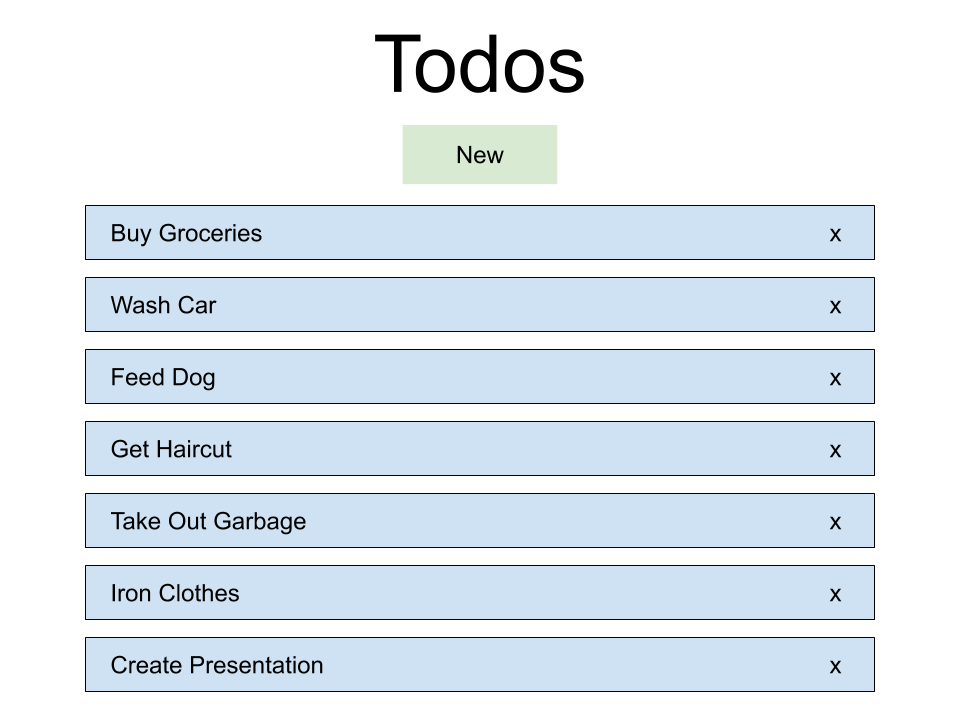 Todos
New
Buy Groceries x
Wash Car x
Feed Dog x
Get Haircut x
Take Out Garbage x
Iron Clothes x
Create Presentation x